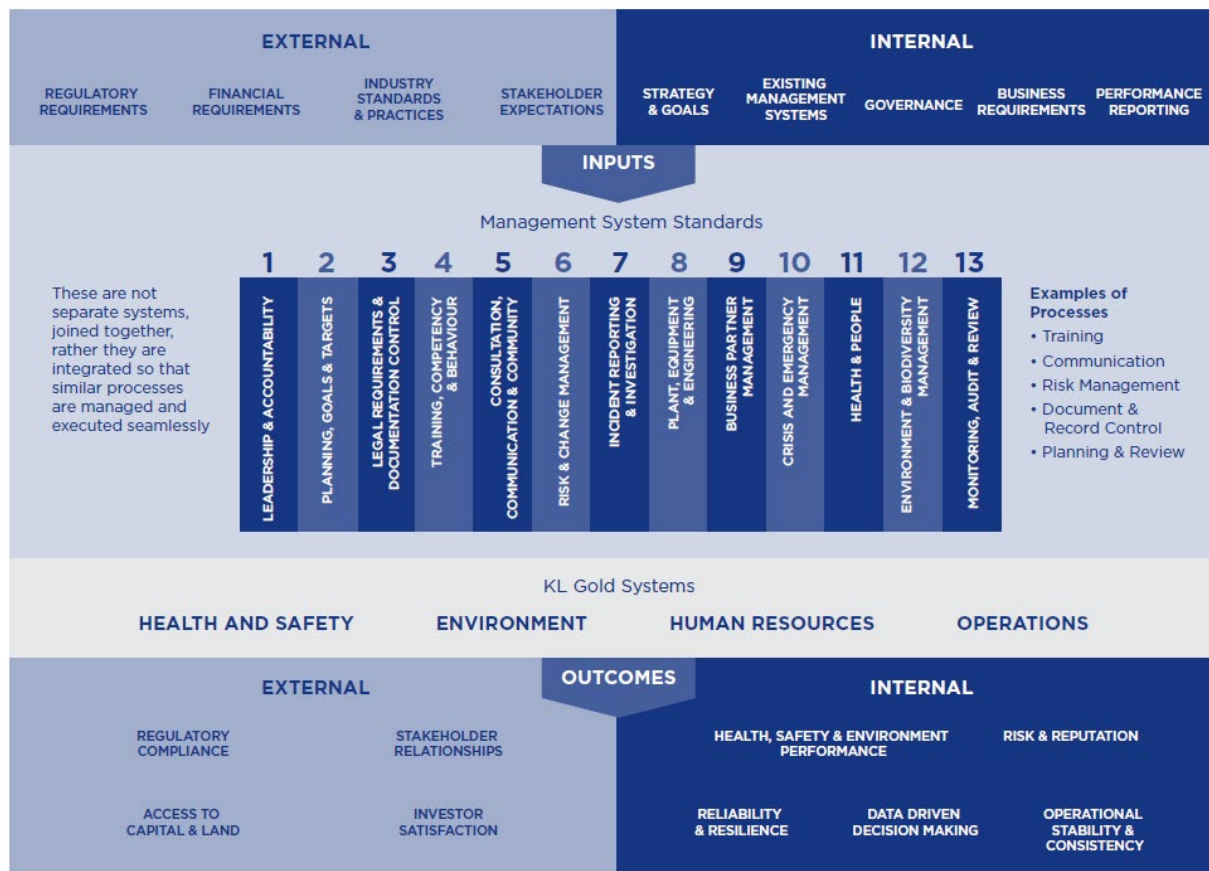 EXTERNAL
INTERNAL
REGULATORY
REQUIREMENTS
FINANCIAL
REQUIREMENTS
INDUSTRY
STANDARDS
& PRACTICES
STAKEHOLDER
EXPECTATIONS
STRATEGY
& GOALS
EXISTING
MANAGEMENT
SYSTEMS
GOVERNANCE
BUSINESS
REQUIREMENTS
PERFORMANCE
REPORTING
INPUTS
Management System Standards
These are not
separate systems,
joined together,
rather they are
integrated so that
similar processes
are managed and
executed seamlessly
1
LEADERSHIP & ACCOUNTABILITY
2
PLANNING, GOALS & TARGETS
3
LEGAL REQUIREMENTS &
DOCUMENTATION CONTROL
4
TRAINING, COMPETENCY
& BEHAVIOUR
5
CONSULTATION,
COMMUNICATION & COMMUNITY
6
RISK & CHANGE MANAGEMENT
7
INCIDENT REPORTING
& INVESTIGATION
8
PLANT, EQUIPMENT
& ENGINEERING
9
BUSINESS PARTNER
MANAGEMENT
10
CRISIS AND EMERGENCY
MANAGEMENT
11
HEALTH & PEOPLE
12
ENVIRONMENT & BIODIVERSITY
MANAGEMENT
13
MONITORING, AUDIT & REVIEW
Examples of
Processes
• Training
• Communication
• Risk Management
• Document &
Record Control
• Planning & Review
KL Gold Systems
HEALTH AND SAFETY
ENVIRONMENT
HUMAN RESOURCES
OPERATIONS
OUTCOMES
EXTERNAL
REGULATORY
COMPLIANCE
STAKEHOLDER
RELATIONSHIPS
ACCESS TO
CAPITAL & LAND
INVESTOR
SATISFACTION
INTERNAL
HEALTH, SAFETY & ENVIRONMENT
PERFORMANCE
RISK & REPUTATION
RELIABILITY
& RESILIENCE
DATA DRIVEN
DECISION MAKING
OPERATIONAL
STABILITY &
CONSISTENCY